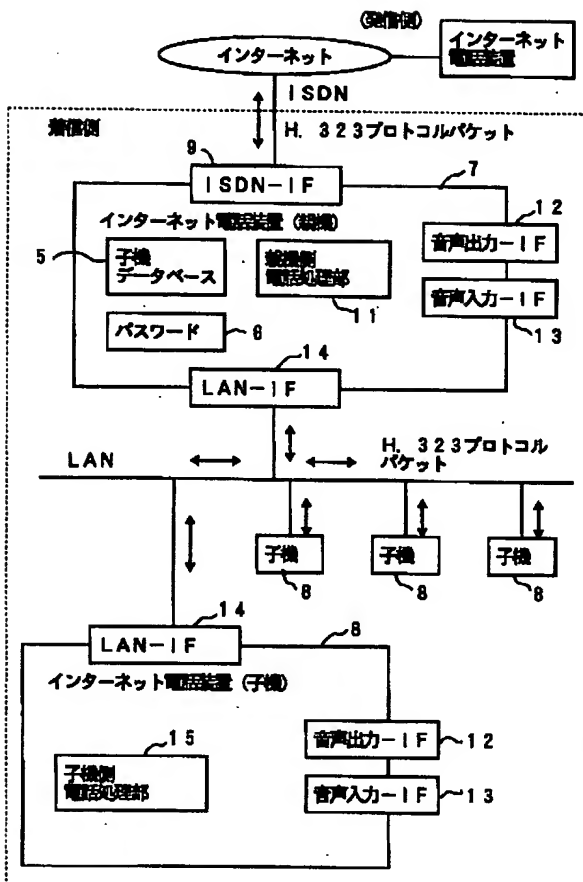 (発信側)
インターネット
インターネット
電話装置
ISDN
着信側
H. 323プロトコルパケット
9
ISDN-IF
7
インターネット電話装置(親機)
12
5
子機
データベース
親機側
電話処理部
音声出力-IF
11
音声入力-IF
パスワード
6
13
14
LAN-IF
LAN
H. 323プロトコル
パケット
子機
子機
子機
8
8
8
14
LAN-IF
8
インターネット電話装置(子機)
15
音声出力-IF
12
子機側
電話処理部
音声入力-IF
13